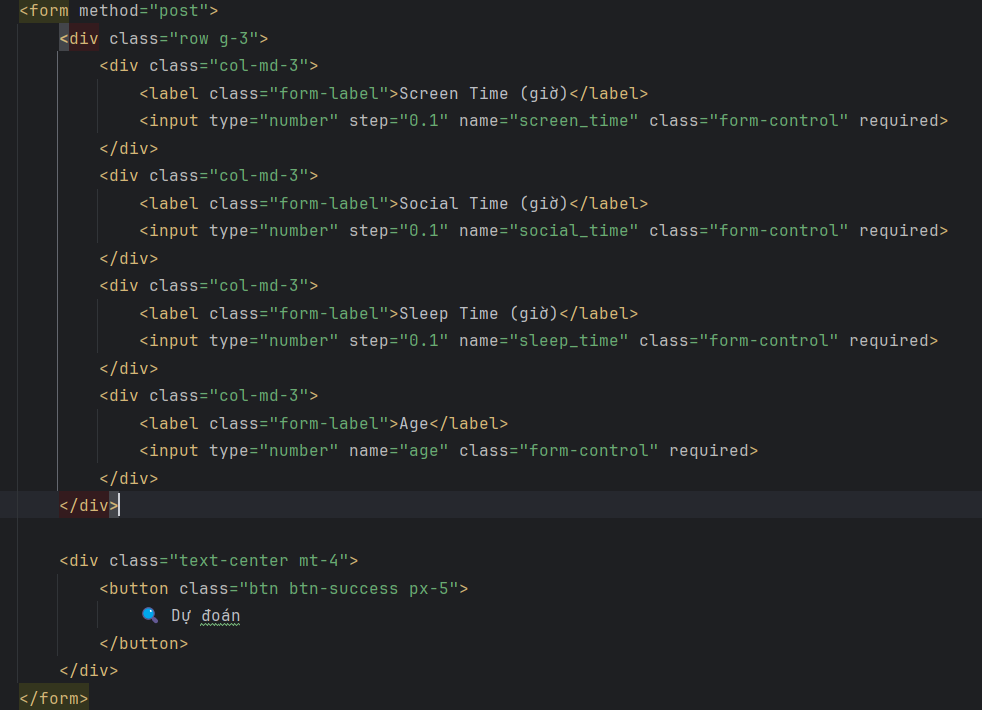 <form method="post">
    <div class="row g-3">
        <div class="col-md-3">
            <label class="form-label">Screen Time (giờ)</label>
            <input type="number" step="0.1" name="screen_time" class="form-control" required>
        </div>
        <div class="col-md-3">
            <label class="form-label">Social Time (giờ)</label>
            <input type="number" step="0.1" name="social_time" class="form-control" required>
        </div>
        <div class="col-md-3">
            <label class="form-label">Sleep Time (giờ)</label>
            <input type="number" step="0.1" name="sleep_time" class="form-control" required>
        </div>
        <div class="col-md-3">
            <label class="form-label">Age</label>
            <input type="number" name="age" class="form-control" required>
        </div>
    </div>

    <div class="text-center mt-4">
        <button class="btn btn-success px-5">
            🔍 Dự đoán
        </button>
    </div>
</form>